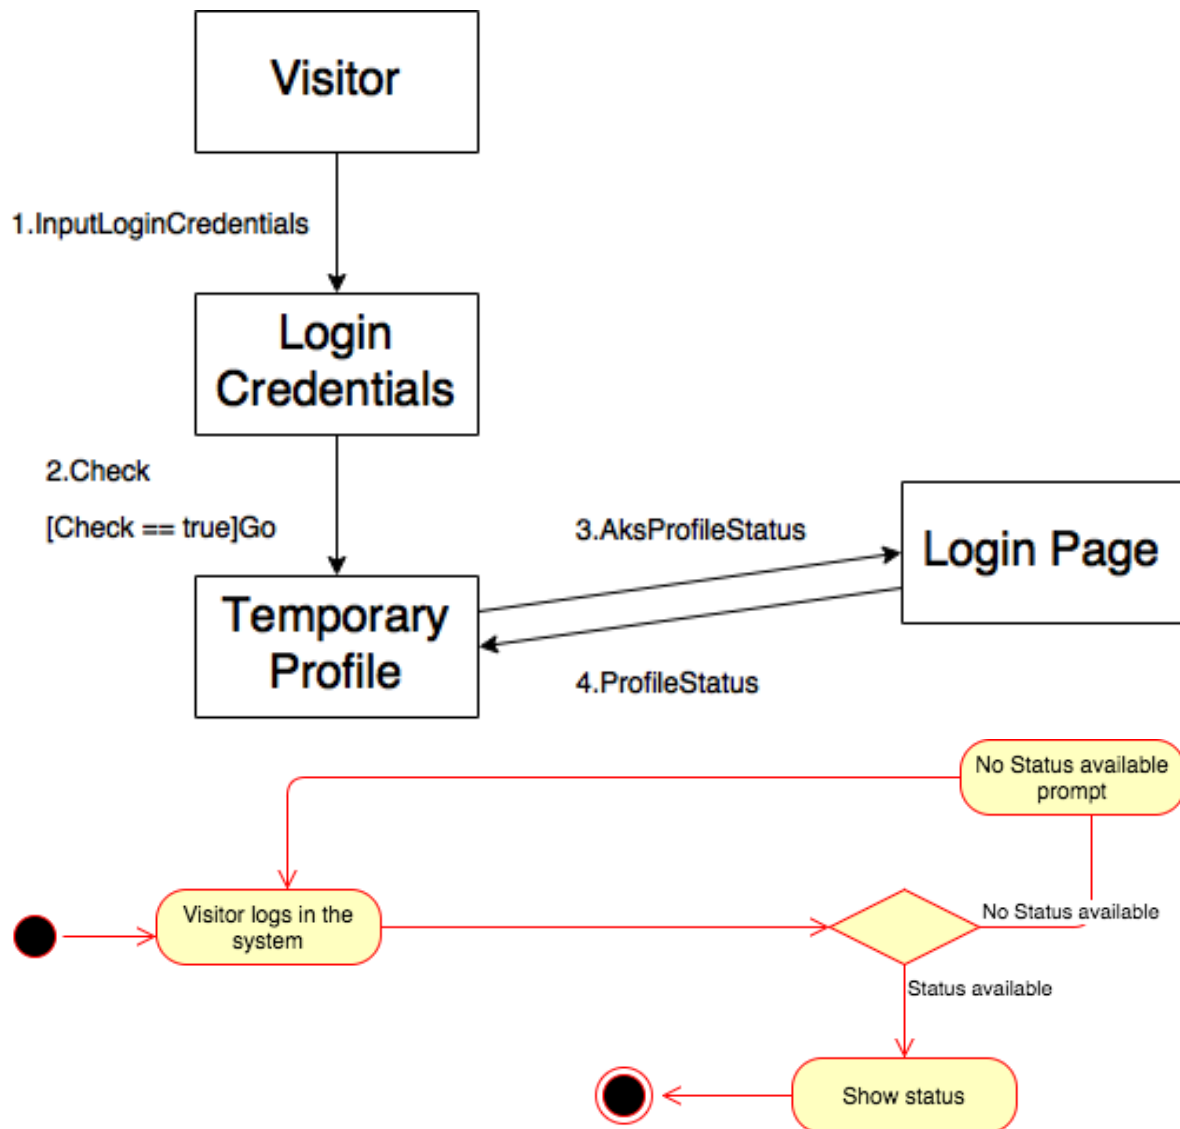 Visitor
1.InputLoginCredentials
Login
Credentials
2.Check
[Check == true]Go
3.AksProfileStatus
Login Page
Temporary
Profile
4.ProfileStatus
No Status available
prompt
Visitor logs in the
system
No Status available
Status available
Show status